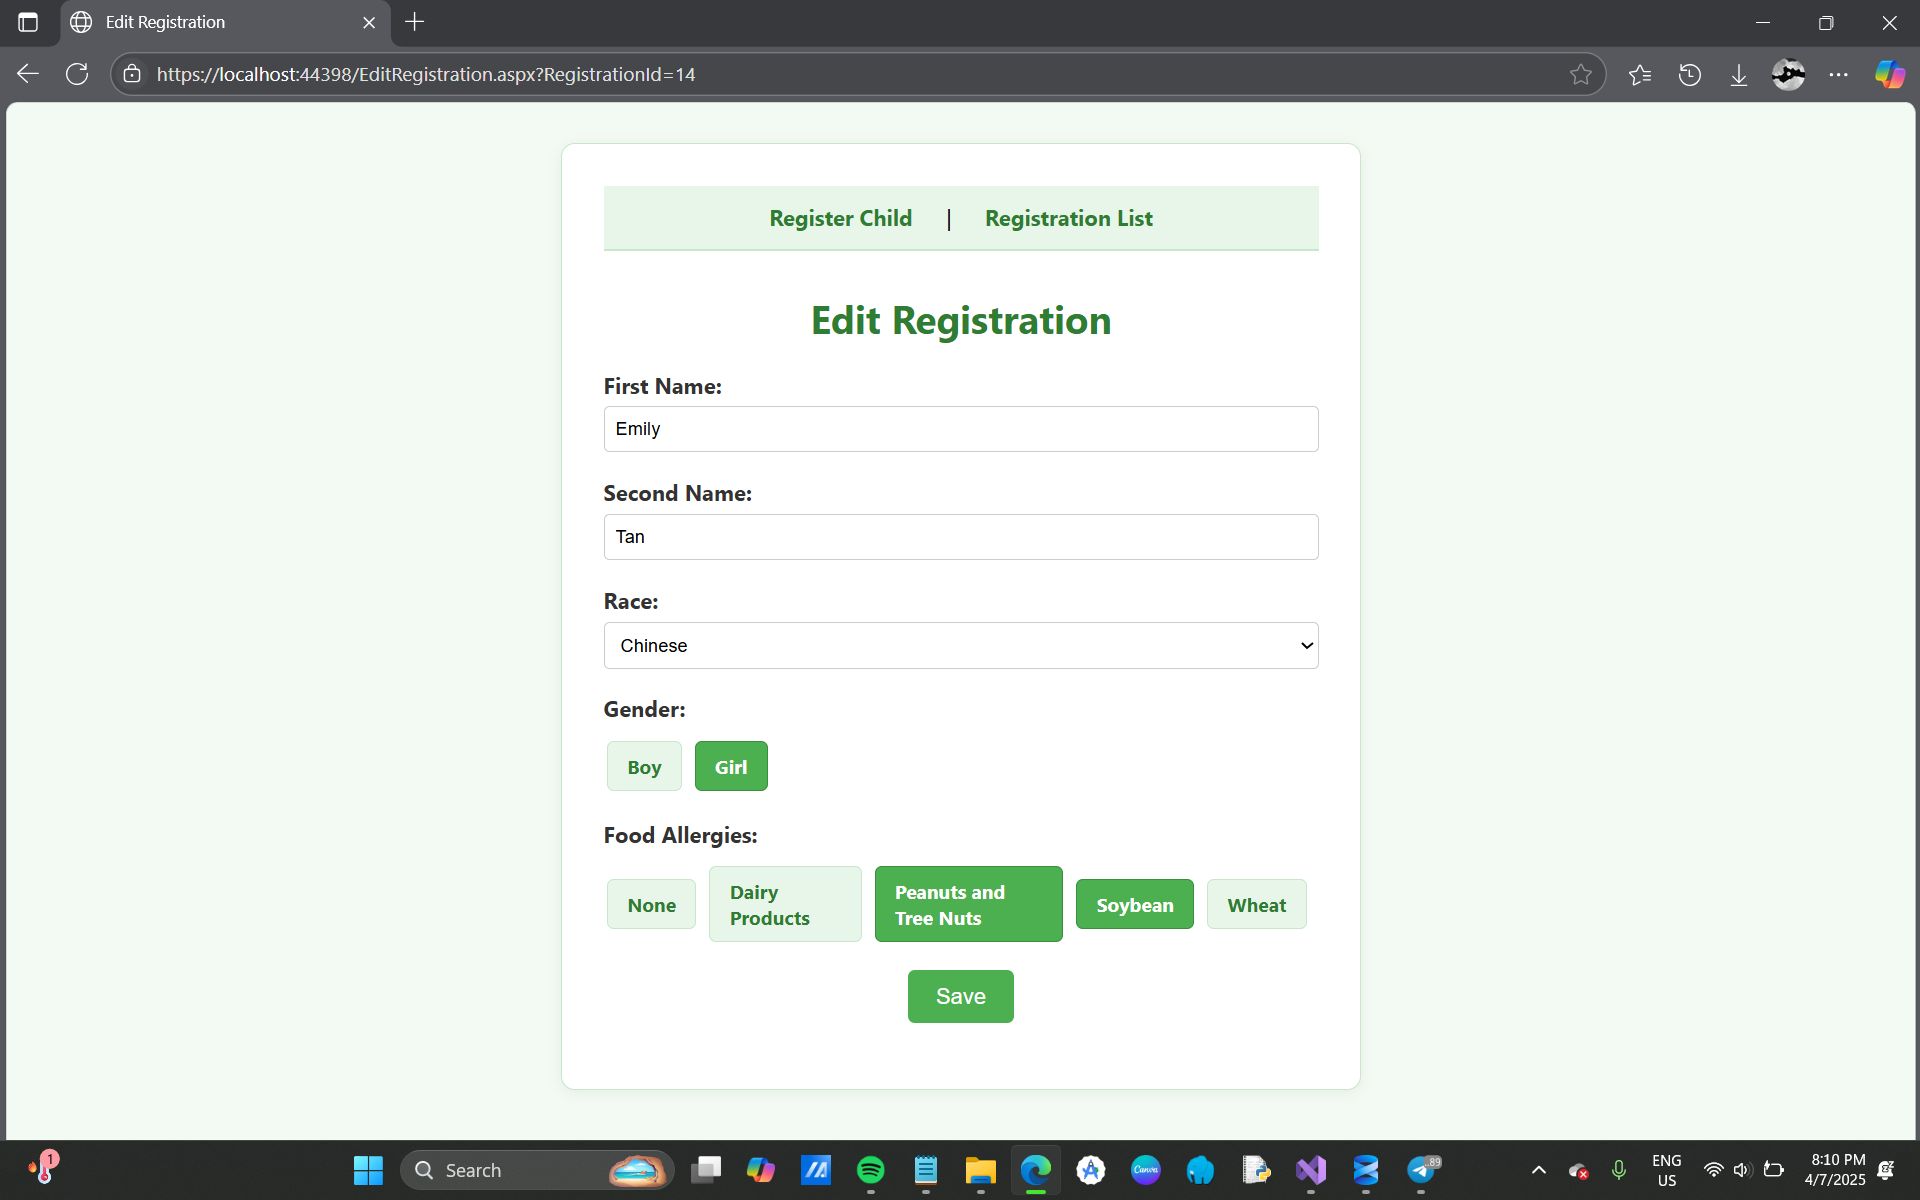 Edit Registration
https://localhost:44398/EditRegistration.aspx?RegistrationId=14
Register Child | Registration List
Edit Registration
First Name:
Emily
Second Name:
Tan
Race:
Chinese
Gender:
Boy Girl
Food Allergies:
None Dairy Products Peanuts and Tree Nuts Soybean Wheat
Save
1
Search
Canva
.89
ENG
US
8:10 PM
4/7/2025